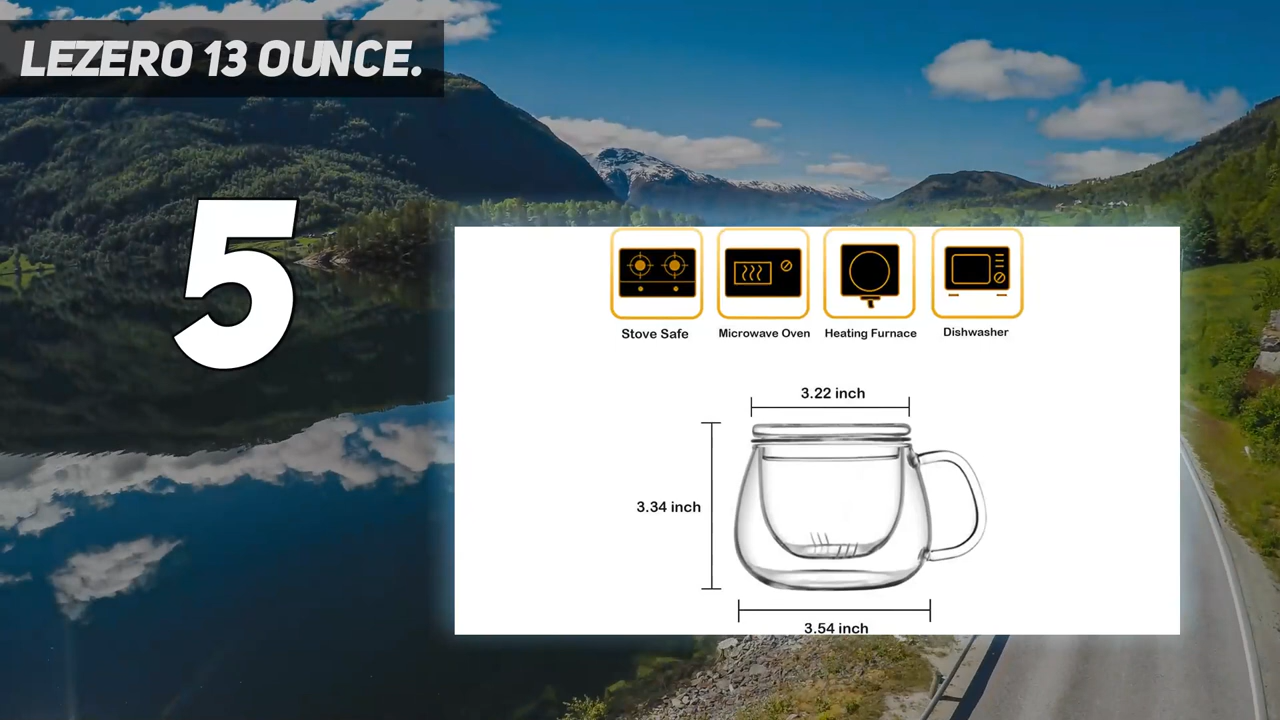 LEZERO 13 OUNCE.
5
Stove Safe
Microwave Oven
Heating Furnace
Dishwasher
3.22 inch
3.34 inch
3.54 inch